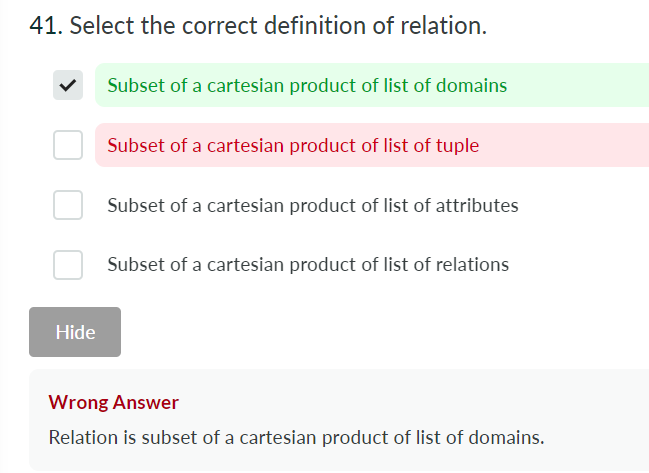 41. Select the correct definition of relation.
Subset of a cartesian product of list of domains
Subset of a cartesian product of list of tuple
Subset of a cartesian product of list of attributes
Subset of a cartesian product of list of relations
Hide
Wrong Answer
Relation is subset of a cartesian product of list of domains.